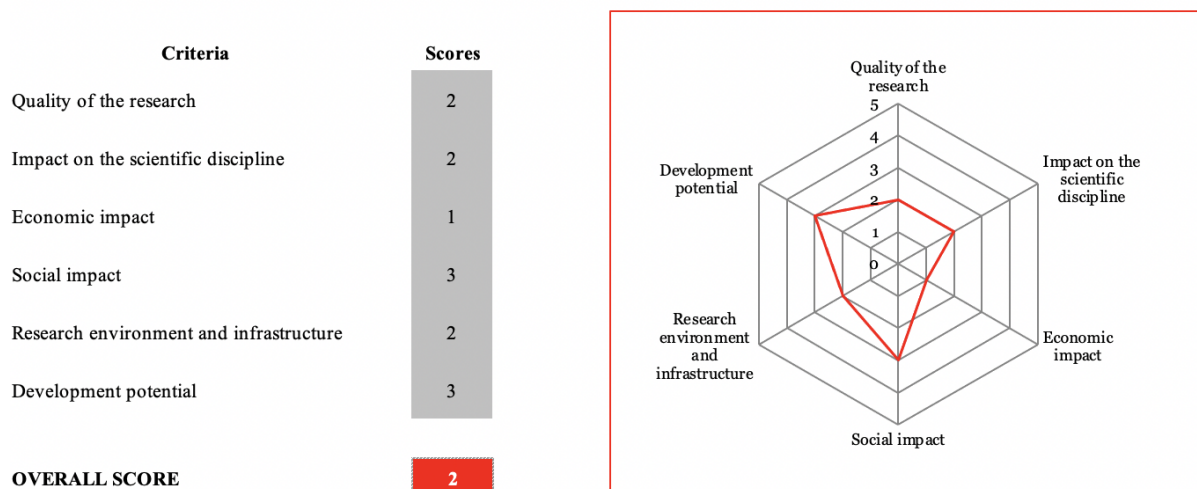 Criteria Scores
Quality of the research 2
Impact on the scientific discipline 2
Economic impact 1
Social impact 3
Research environment and infrastructure 2
Development potential 3
OVERALL SCORE 2
Quality of the
research
5
4
3
2
1
0
Impact on the
scientific
discipline
Economic
impact
Social impact
Research
environment
and
infrastructure
Development
potential